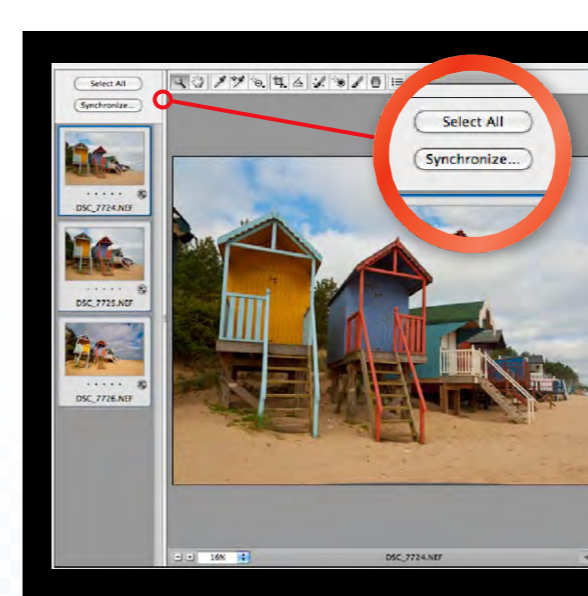 Select All
Synchronize...
DSC_7724.NEF
DSC_7725.NEF
DSC_7726.NEF
Select All
Synchronize...
16%
DSC_7724.NEF